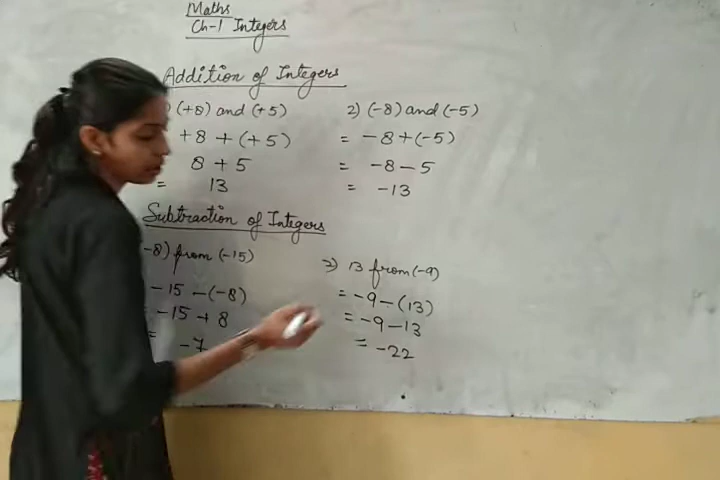 Maths
Ch-1 Integers
Addition of Integers
) (+8) and (+5)
+8 + (+5)
8 + 5
= 13
2) (-8) and (-5)
= -8+(-5)
= -8 - 5
= -13
Subtraction of Integers
-8) from (-15)
-15 -(-8)
= -15 + 8
= -7
2) 13 from (-9)
= -9 - (13)
= -9 - 13
= -22